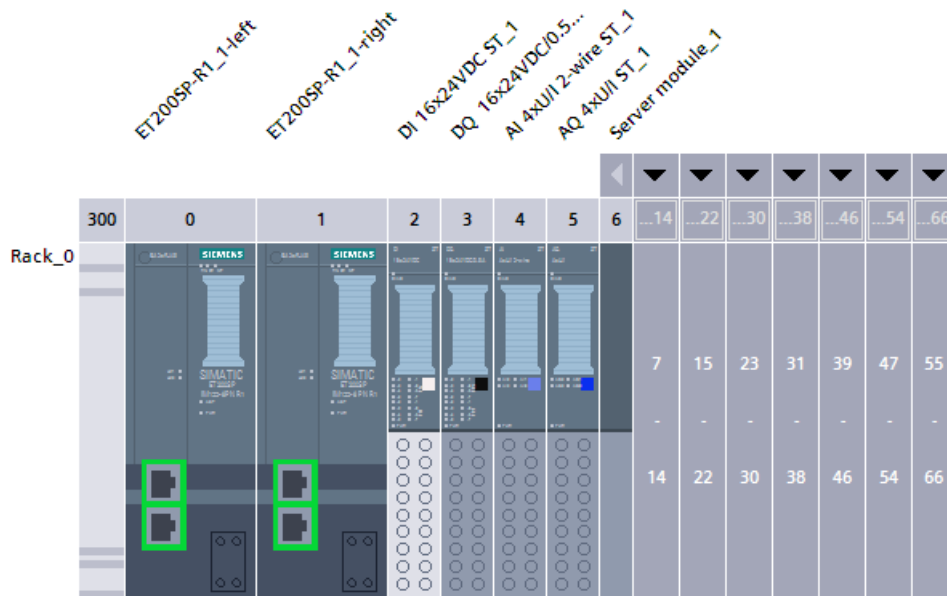 ET200SP-R1_1-left
ET200SP-R1_1-right
DI 16x24VDC ST_1
DQ 16x24VDC/0.5...
AI 4xU/I 2-wire ST_1
AQ 4xU/I ST_1
Server module_1
300 0 1 2 3 4 5 6 ...14 ...22 ...30 ...38 ...46 ...54 ...66
Rack_0
SIEMENS SIEMENS
7 15 23 31 39 47 55
- - - - - - -
14 22 30 38 46 54 66
SIMATIC SIMATIC
ET200SP ET200SP